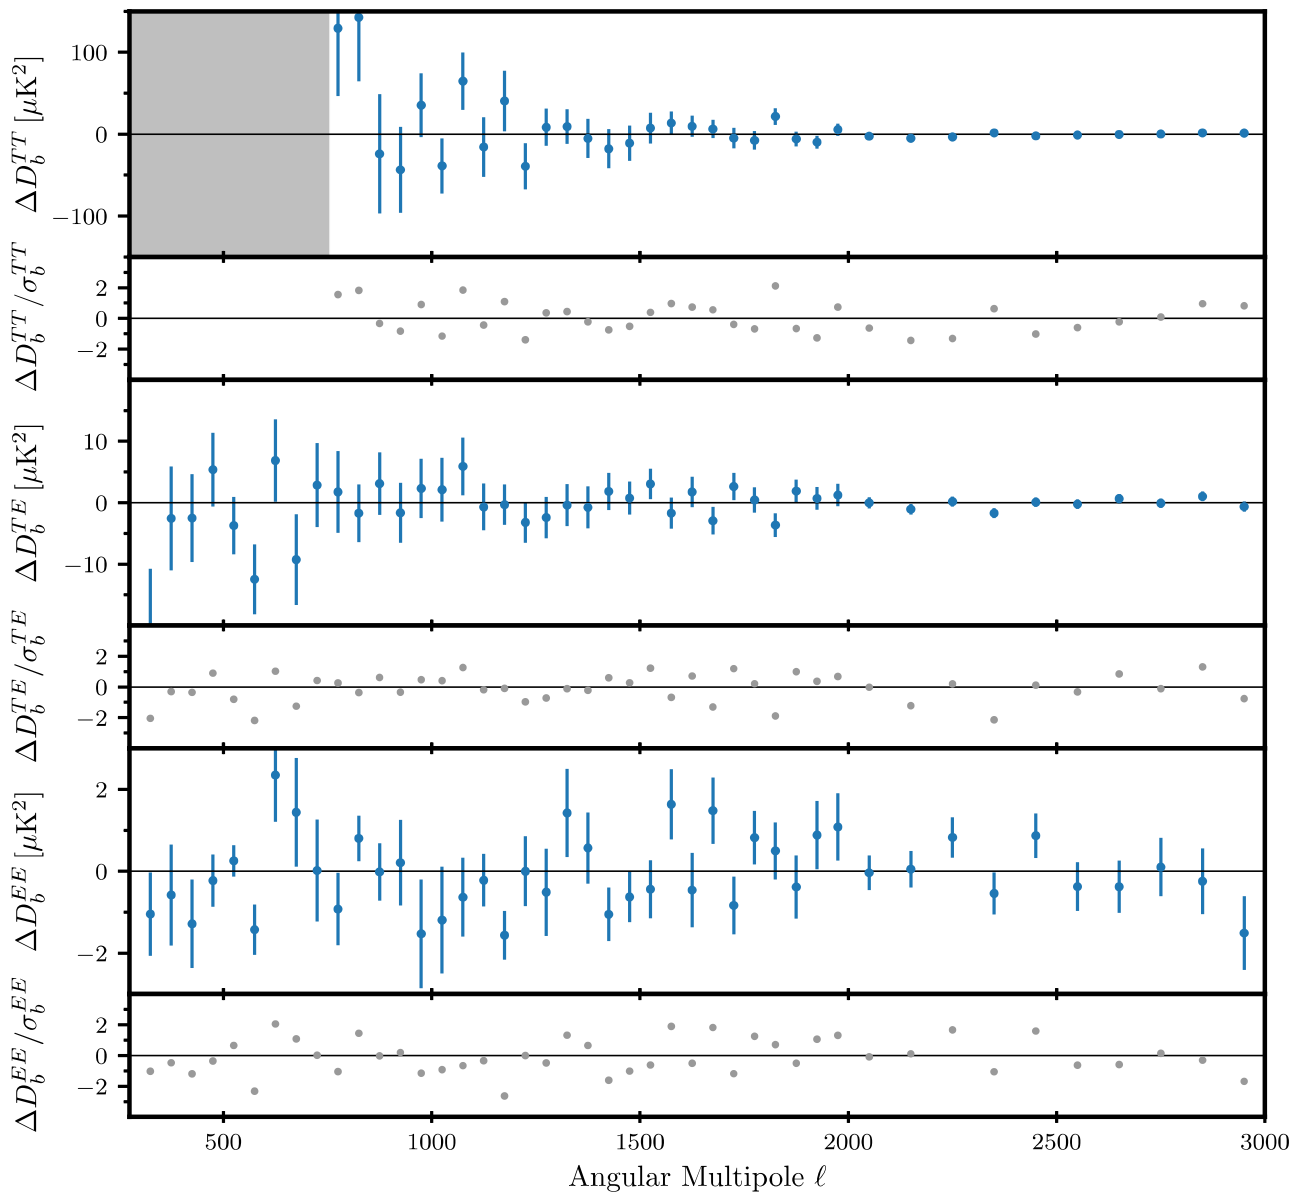 ΔD_b^{TT} [μK²]
100
0
−100
ΔD_b^{TT}/σ_b^{TT}
2
0
−2
ΔD_b^{TE} [μK²]
10
0
−10
ΔD_b^{TE}/σ_b^{TE}
2
0
−2
ΔD_b^{EE} [μK²]
2
0
−2
ΔD_b^{EE}/σ_b^{EE}
2
0
−2
500 1000 1500 2000 2500 3000
Angular Multipole ℓ